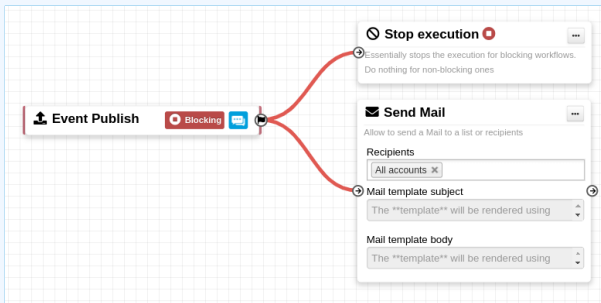 Stop execution
Essentially stops the execution for blocking workflows.
Do nothing for non-blocking ones
Event Publish
Blocking
Send Mail
Allow to send a Mail to a list or recipients
Recipients
All accounts
Mail template subject
The **template** will be rendered using
Mail template body
The **template** will be rendered using